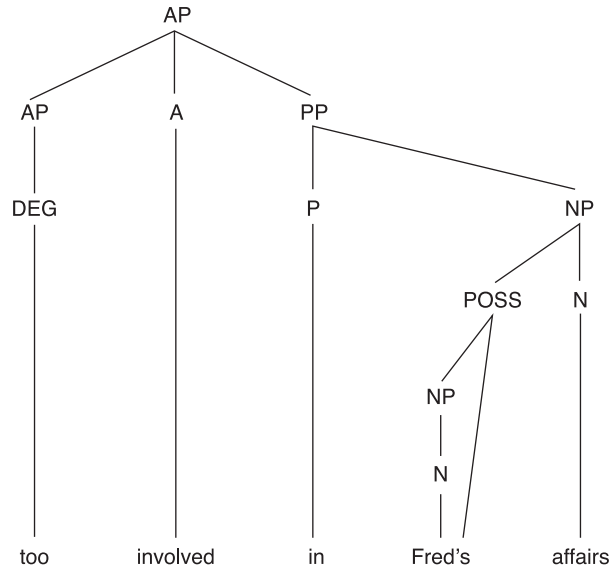 AP
AP A PP
DEG P NP
POSS N
NP
N
too involved in Fred's affairs